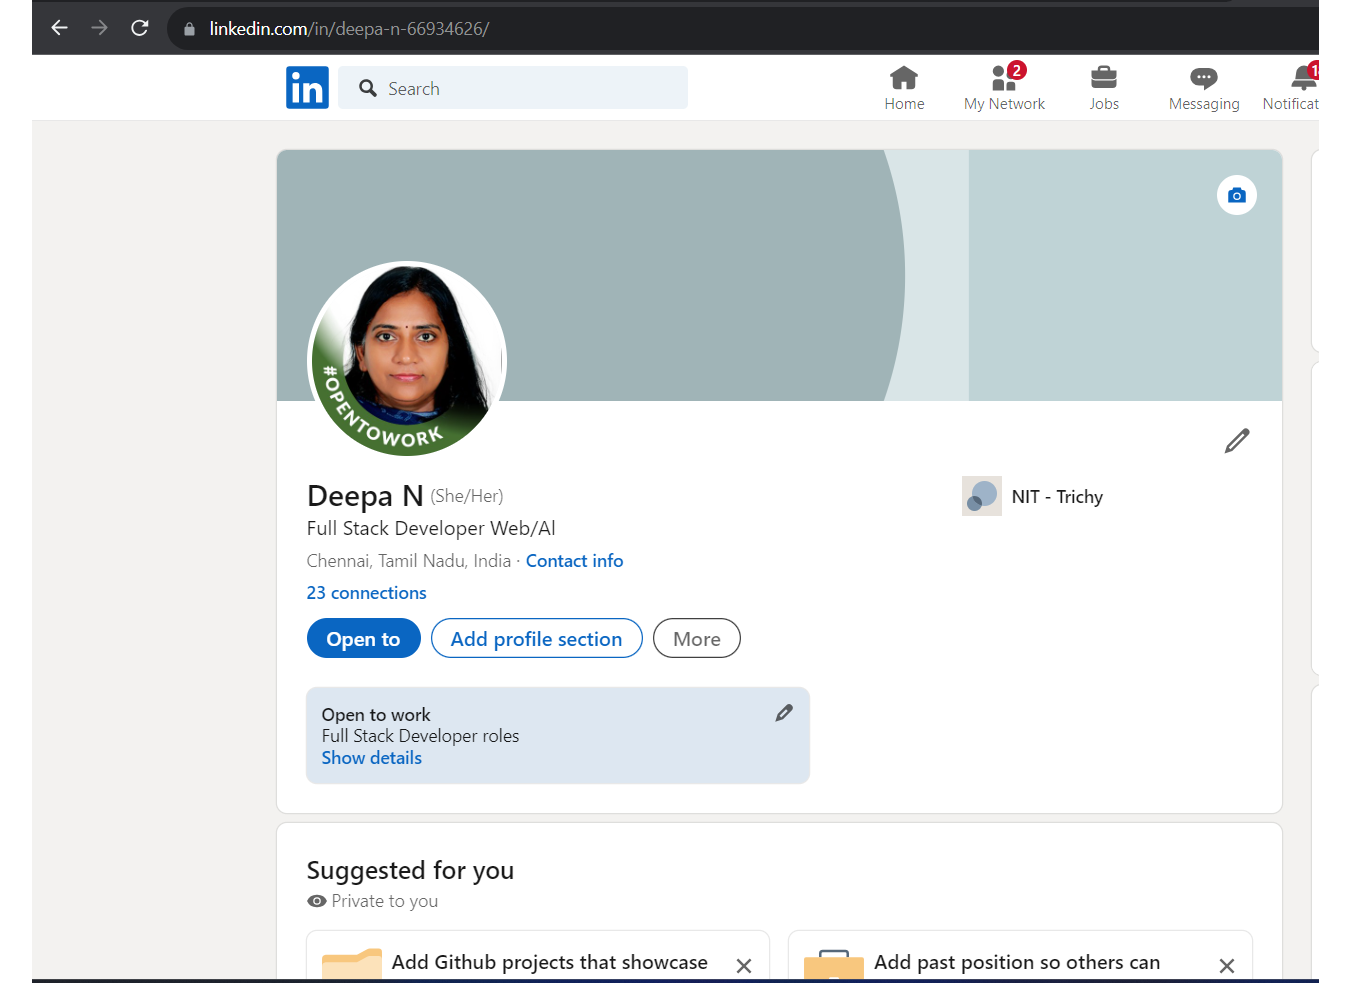 linkedin.com/in/deepa-n-66934626/
in
Search
Home
2
My Network
Jobs
Messaging
Notificat
#OPENTOWORK
Deepa N (She/Her)
NIT - Trichy
Full Stack Developer Web/Al
Chennai, Tamil Nadu, India · Contact info
23 connections
Open to
Add profile section
More
Open to work
Full Stack Developer roles
Show details
Suggested for you
Private to you
Add Github projects that showcase
Add past position so others can